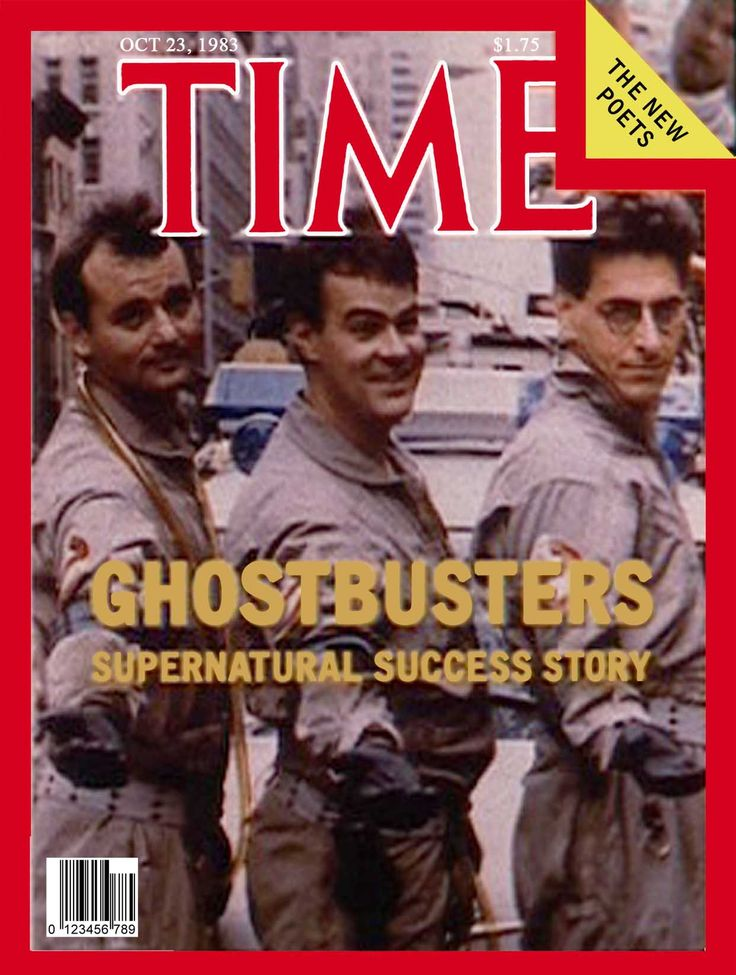 OCT 23, 1983
$1.75
TIME
THE NEW
POETS
GHOSTBUSTERS
SUPERNATURAL SUCCESS STORY
0 123456 789